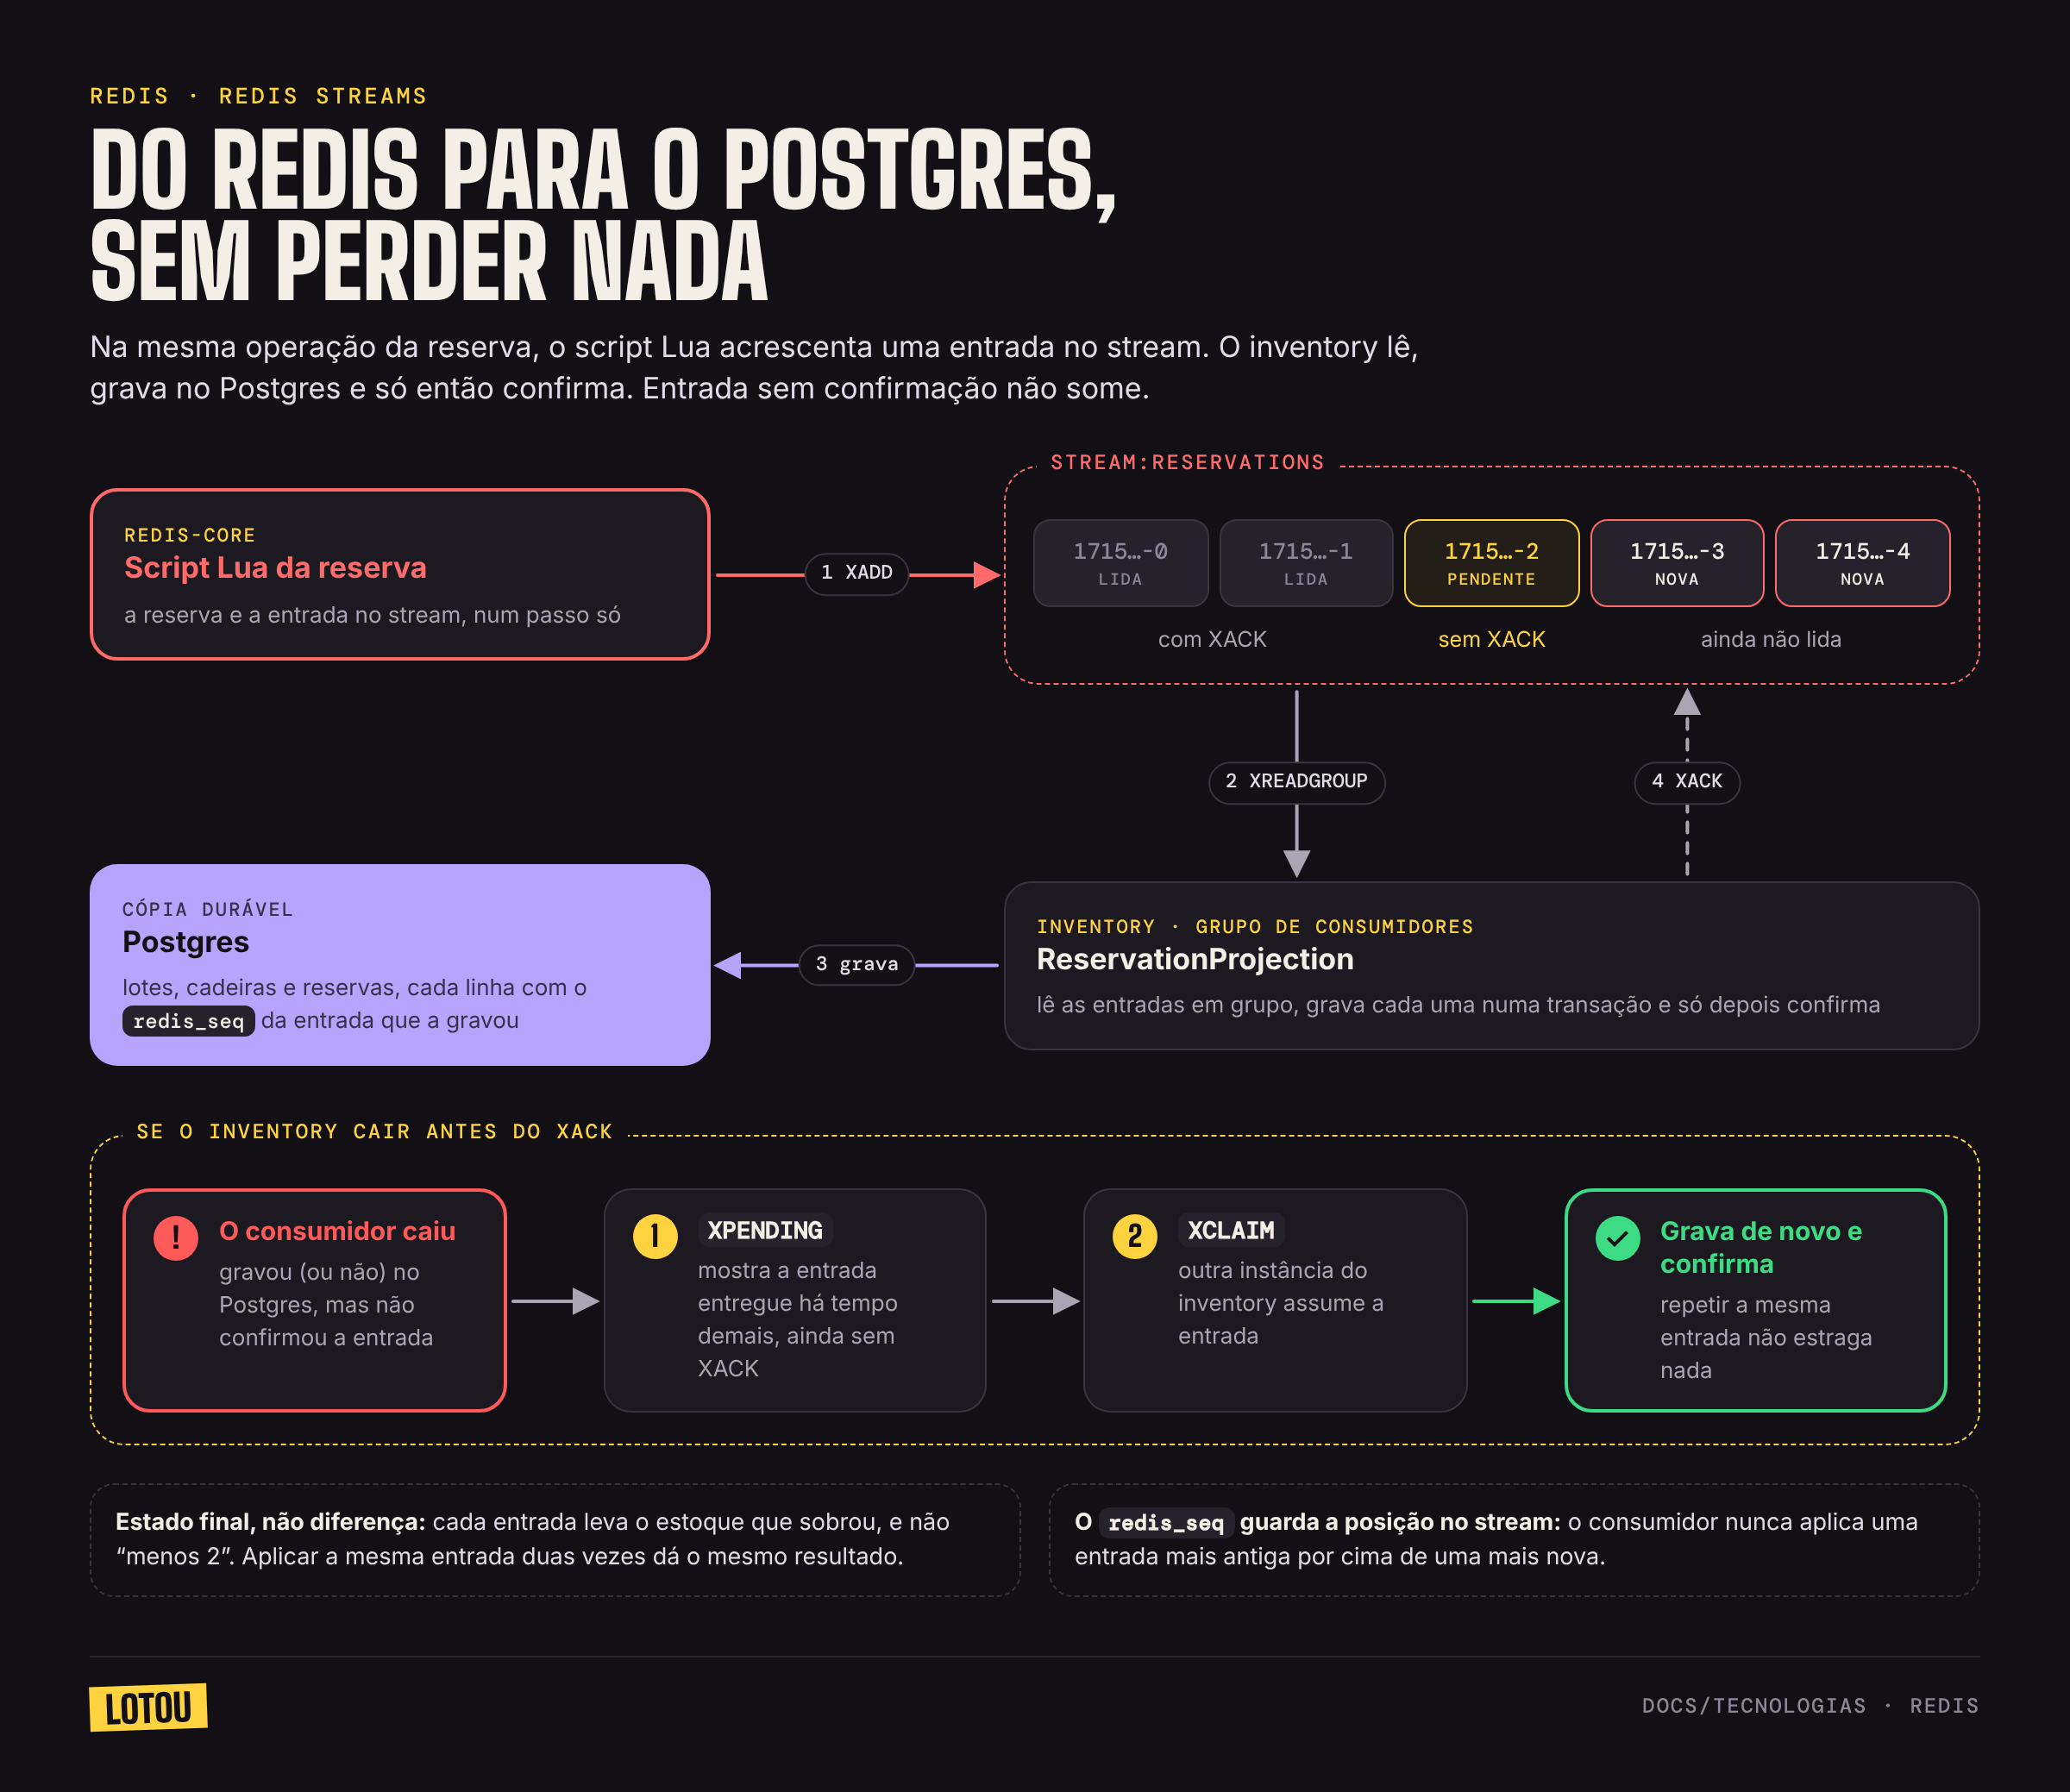 REDIS · REDIS STREAMS
DO REDIS PARA O POSTGRES,
SEM PERDER NADA
Na mesma operação da reserva, o script Lua acrescenta uma entrada no stream. O inventory lê,
grava no Postgres e só então confirma. Entrada sem confirmação não some.
STREAM:RESERVATIONS
REDIS-CORE
Script Lua da reserva
a reserva e a entrada no stream, num passo só
1 XADD
1715…-0
LIDA
1715…-1
LIDA
1715…-2
PENDENTE
1715…-3
NOVA
1715…-4
NOVA
com XACK
sem XACK
ainda não lida
2 XREADGROUP
4 XACK
CÓPIA DURÁVEL
Postgres
lotes, cadeiras e reservas, cada linha com o
redis_seq da entrada que a gravou
3 grava
INVENTORY · GRUPO DE CONSUMIDORES
ReservationProjection
lê as entradas em grupo, grava cada uma numa transação e só depois confirma
SE O INVENTORY CAIR ANTES DO XACK
!
O consumidor caiu
gravou (ou não) no
Postgres, mas não
confirmou a entrada
1
XPENDING
mostra a entrada
entregue há tempo
demais, ainda sem
XACK
2
XCLAIM
outra instância do
inventory assume a
entrada
Grava de novo e
confirma
repetir a mesma
entrada não estraga
nada
Estado final, não diferença: cada entrada leva o estoque que sobrou, e não
“menos 2”. Aplicar a mesma entrada duas vezes dá o mesmo resultado.
O redis_seq guarda a posição no stream: o consumidor nunca aplica uma
entrada mais antiga por cima de uma mais nova.
LOTOU
DOCS/TECNOLOGIAS · REDIS